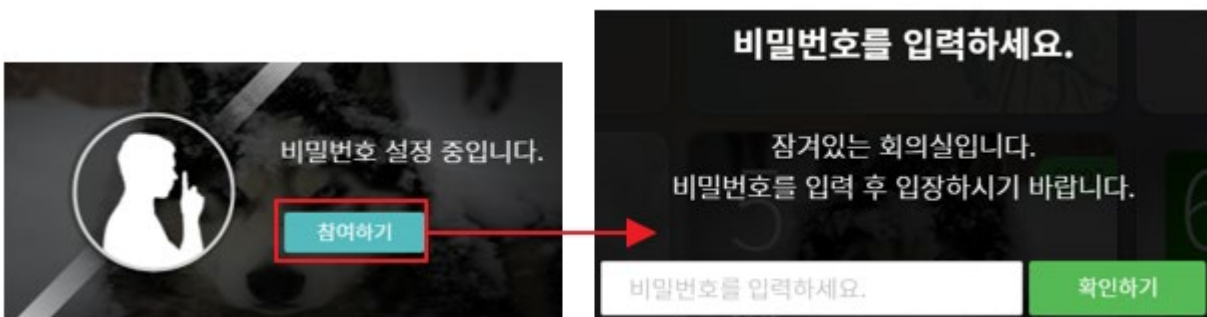 비밀번호 설정 중입니다.
참여하기
비밀번호를 입력하세요.
잠겨있는 회의실입니다.
비밀번호를 입력 후 입장하시기 바랍니다.
5
6
비밀번호를 입력하세요.
확인하기